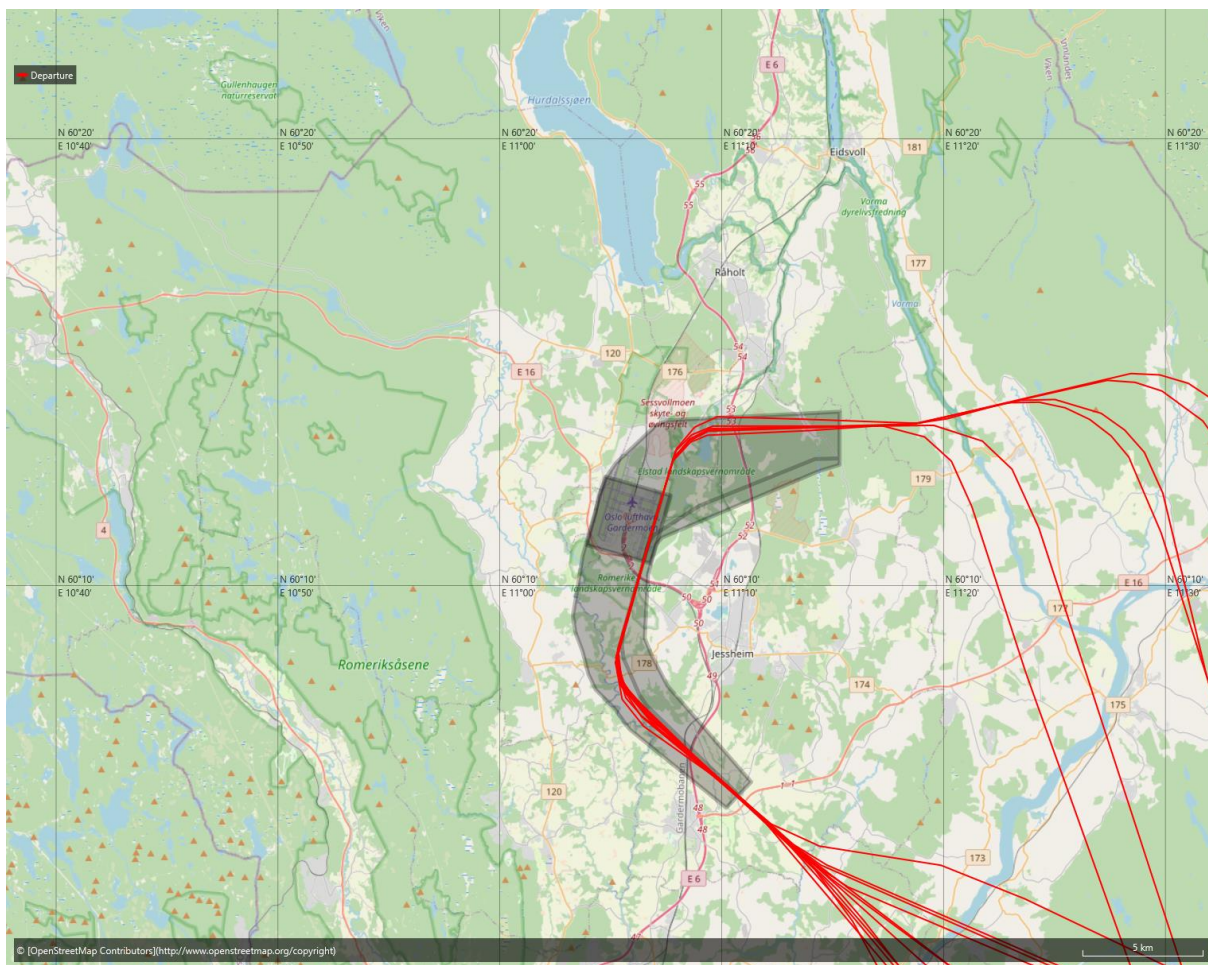 Viken
Departure
Gullenhaugen
naturreservat
Hurdalssjøen
E 6
Innlandet
Viken
N 60°20'
E 10°40'
N 60°20'
E 10°50'
N 60°20'
E 11°00'
N 60°20'
E 11°10'
N 60°20'
E 11°20'
N 60°20'
E 11°30'
56
Eidsvoll
181
55
55
Vorma
dyrelivsfredning
177
Råholt
Vorma
54
54
120
E 16
176
Sessvollmoen
skyte- og
øvingsfelt
53
53
Elstad landskapsvernområde
179
4
Oslo lufthavn
Gardermoen
52
52
N 60°10'
E 10°40'
N 60°10'
E 10°50'
N 60°10'
E 11°00'
Romerike
landskapsvernområde
N 60°10'
E 11°10'
N 60°10'
E 11°20'
E 16
N 60°10'
E 11°30'
50
50
50
177
Romeriksåsene
178
Jessheim
49
174
175
120
Gardermobanen
48
48
173
E 6
© [OpenStreetMap Contributors](http://www.openstreetmap.org/copyright)
5 km